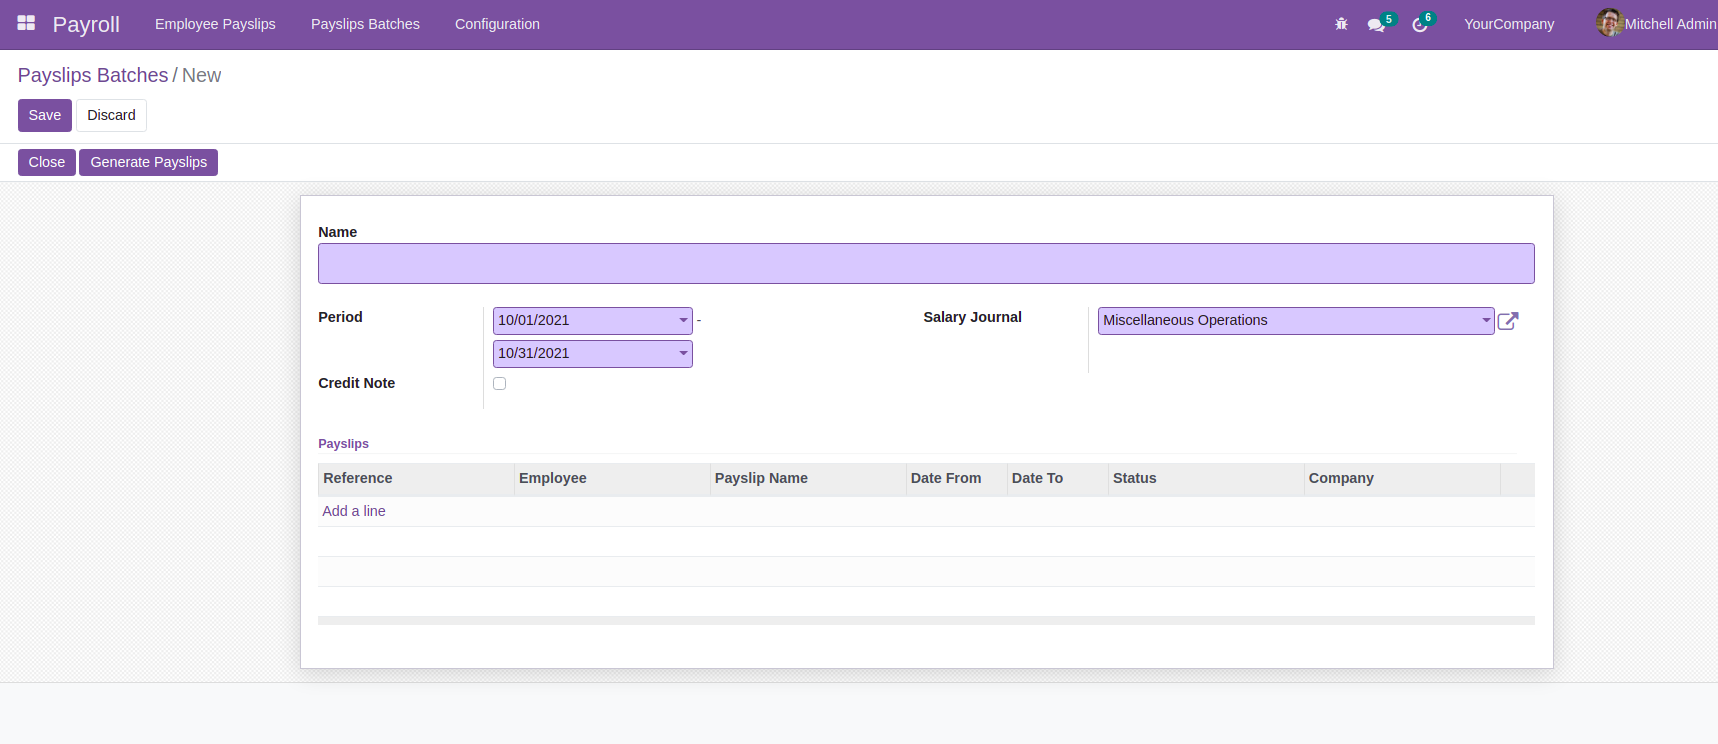 Payroll Employee Payslips Payslips Batches Configuration 5 6 YourCompany Mitchell Admin
Payslips Batches / New
Save Discard
Close Generate Payslips
Name
Period 10/01/2021 - Salary Journal Miscellaneous Operations
10/31/2021
Credit Note
Payslips
Reference Employee Payslip Name Date From Date To Status Company
Add a line